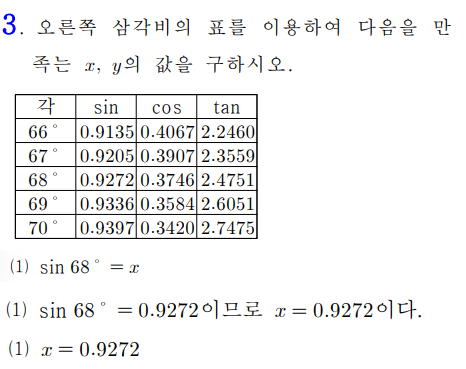 3. 오른쪽 삼각비의 표를 이용하여 다음을 만
족는 x, y의 값을 구하시오.
각 sin cos tan
66° 0.9135 0.4067 2.2460
67° 0.9205 0.3907 2.3559
68° 0.9272 0.3746 2.4751
69° 0.9336 0.3584 2.6051
70° 0.9397 0.3420 2.7475
(1) sin 68° = x
(1) sin 68° = 0.9272이므로 x = 0.9272이다.
(1) x = 0.9272